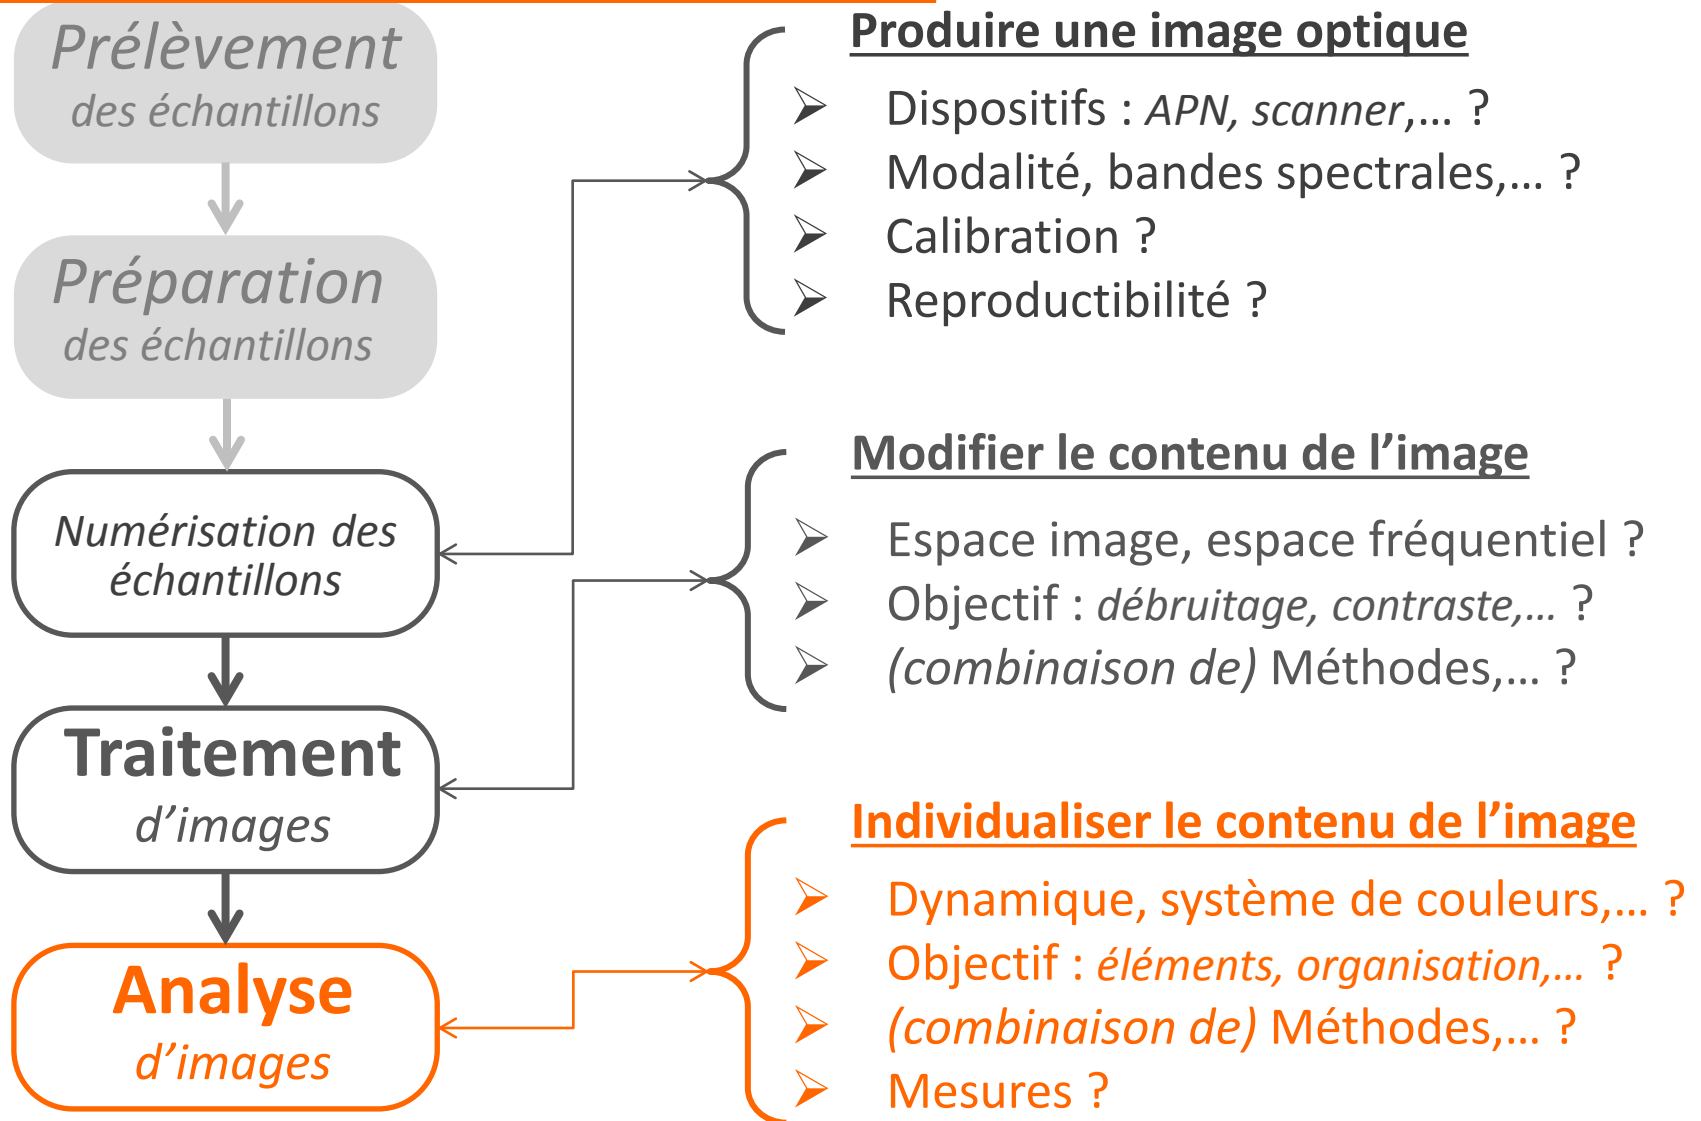 Prélèvement
des échantillons
Préparation
des échantillons
Numérisation des
échantillons
Traitement
d’images
Analyse
d’images
Produire une image optique
➢ Dispositifs : APN, scanner,… ?
➢ Modalité, bandes spectrales,… ?
➢ Calibration ?
➢ Reproductibilité ?
Modifier le contenu de l’image
➢ Espace image, espace fréquentiel ?
➢ Objectif : débruitage, contraste,… ?
➢ (combinaison de) Méthodes,… ?
Individualiser le contenu de l’image
➢ Dynamique, système de couleurs,… ?
➢ Objectif : éléments, organisation,… ?
➢ (combinaison de) Méthodes,… ?
➢ Mesures ?